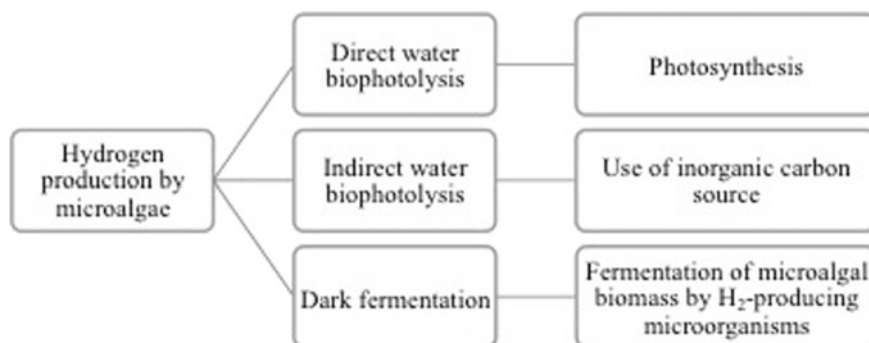 Hydrogen
production by
microalgae
Direct water
biophotolysis
Photosynthesis
Indirect water
biophotolysis
Use of inorganic carbon
source
Dark fermentation
Fermentation of microalgal
biomass by H₂-producing
microorganisms